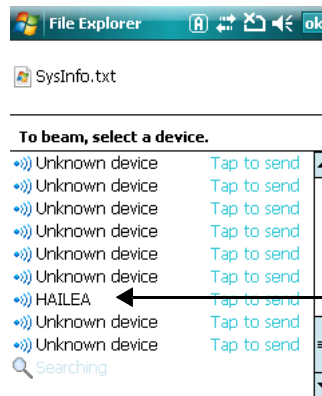 File Explorer A ok
SysInfo.txt
To beam, select a device.
Unknown device Tap to send
Unknown device Tap to send
Unknown device Tap to send
Unknown device Tap to send
Unknown device Tap to send
Unknown device Tap to send
HAILEA Tap to send
Unknown device Tap to send
Unknown device Tap to send
Searching